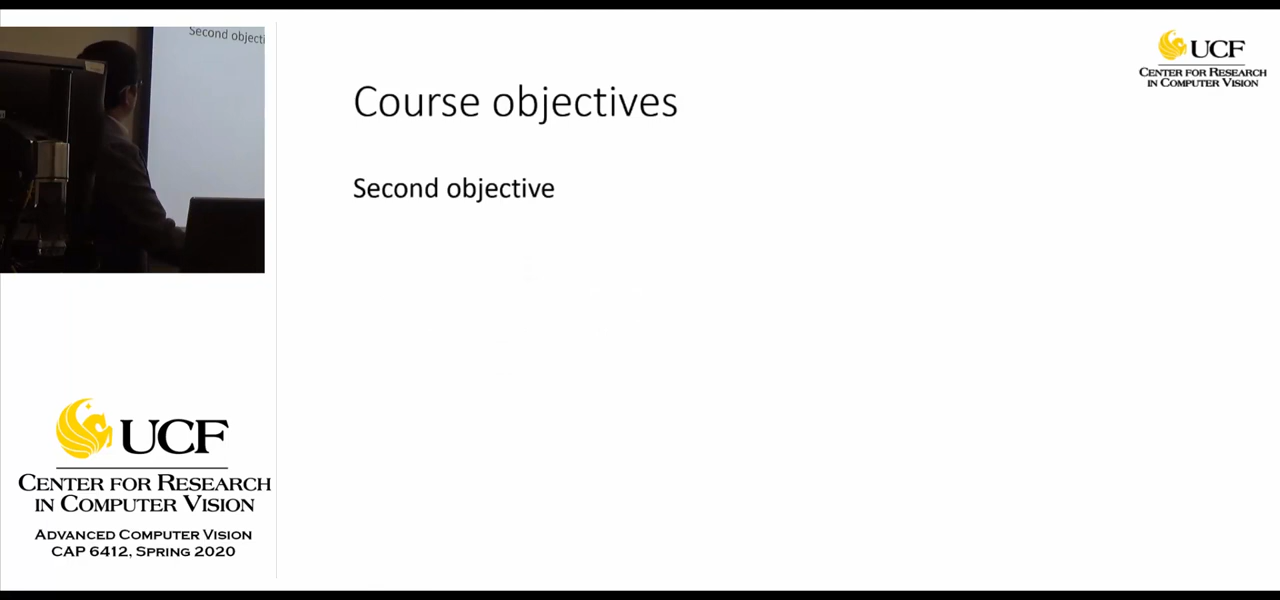 Second objecti
UCF
CENTER FOR RESEARCH
IN COMPUTER VISION
Course objectives
Second objective
UCF
CENTER FOR RESEARCH
IN COMPUTER VISION
ADVANCED COMPUTER VISION
CAP 6412, SPRING 2020